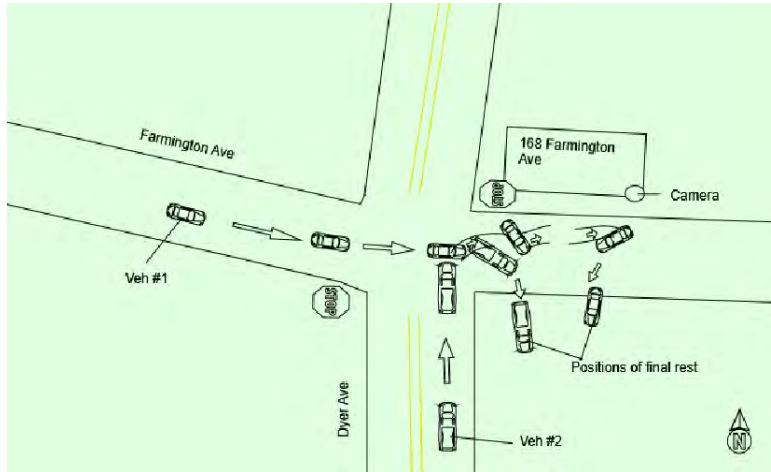 Farmington Ave
168 Farmington
Ave
STOP
Camera
Veh #1
STOP
Positions of final rest
Dyer Ave
Veh #2
N